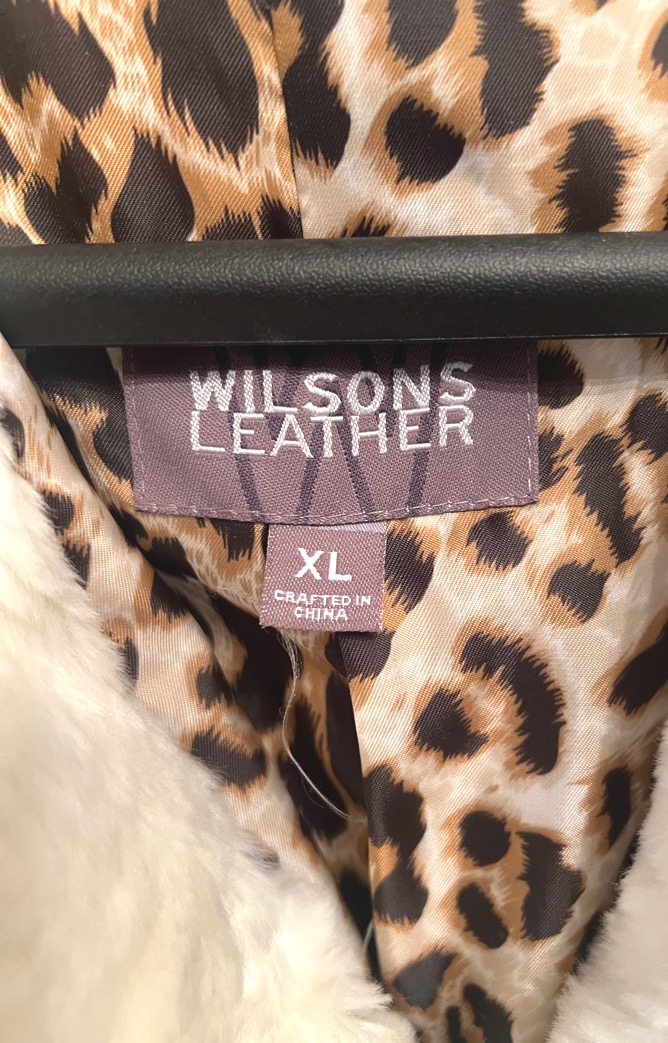 WILSONS
LEATHER
XL
CRAFTED IN
CHINA